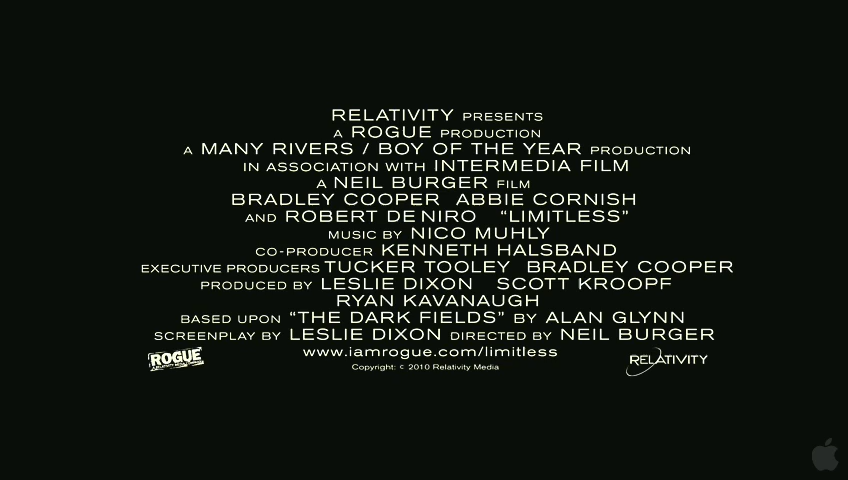 RELATIVITY PRESENTS
A ROGUE PRODUCTION
A MANY RIVERS / BOY OF THE YEAR PRODUCTION
IN ASSOCIATION WITH INTERMEDIA FILM
A NEIL BURGER FILM
BRADLEY COOPER ABBIE CORNISH
AND ROBERT DE NIRO “LIMITLESS”
MUSIC BY NICO MUHLY
CO-PRODUCER KENNETH HALSBAND
EXECUTIVE PRODUCERS TUCKER TOOLEY BRADLEY COOPER
PRODUCED BY LESLIE DIXON SCOTT KROOPF
RYAN KAVANAUGH
BASED UPON “THE DARK FIELDS” BY ALAN GLYNN
SCREENPLAY BY LESLIE DIXON DIRECTED BY NEIL BURGER
www.iamrogue.com/limitless
Copyright: © 2010 Relativity Media
ROGUE
RELATIVITY